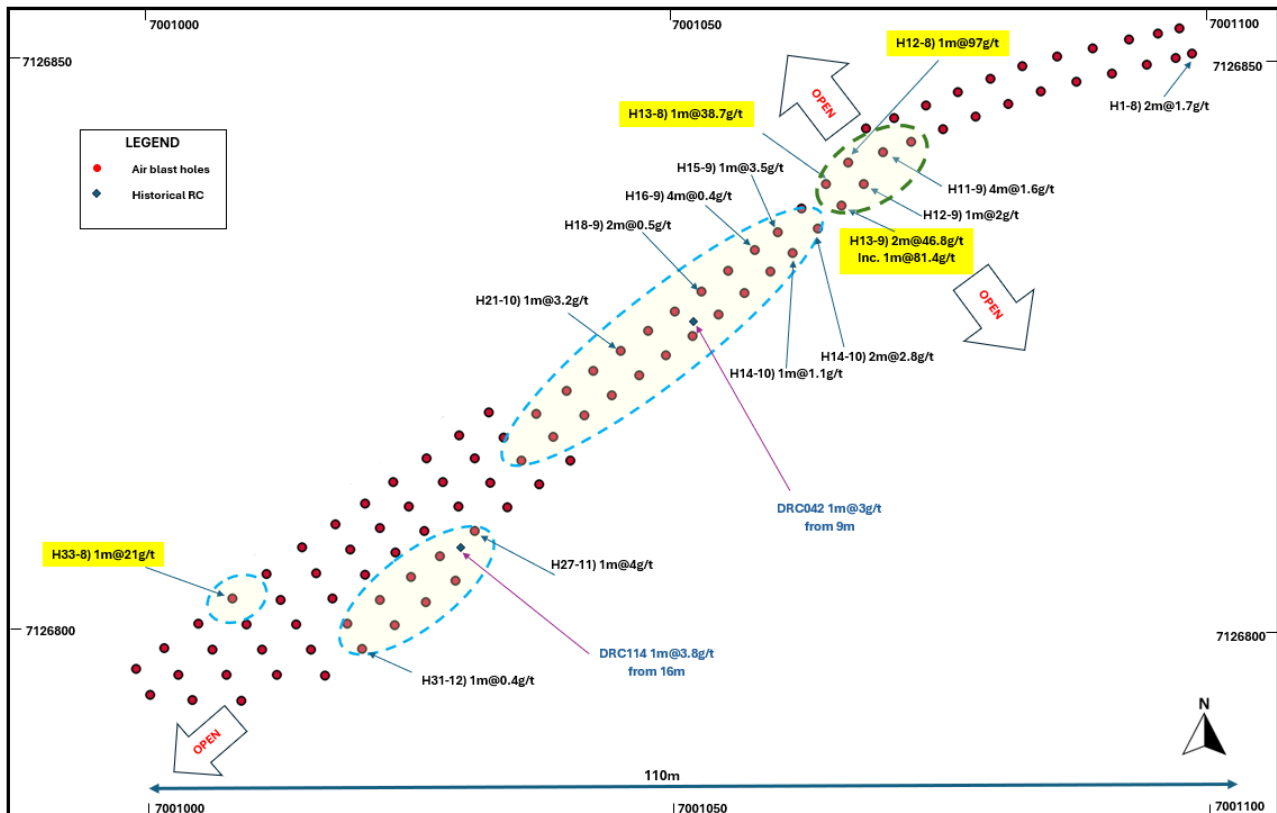 7001000
7001050
7001100
7126850
7126850
H12-8) 1m@97g/t
OPEN
H1-8) 2m@1.7g/t
H13-8) 1m@38.7g/t
LEGEND
Air blast holes
Historical RC
H15-9) 1m@3.5g/t
H11-9) 4m@1.6g/t
H16-9) 4m@0.4g/t
H12-9) 1m@2g/t
H18-9) 2m@0.5g/t
H13-9) 2m@46.8g/t
Inc. 1m@81.4g/t
OPEN
H21-10) 1m@3.2g/t
H14-10) 2m@2.8g/t
H14-10) 1m@1.1g/t
DRC042 1m@3g/t
from 9m
H33-8) 1m@21g/t
H27-11) 1m@4g/t
7126800
7126800
DRC114 1m@3.8g/t
from 16m
H31-12) 1m@0.4g/t
OPEN
N
110m
7001000
7001050
7001100